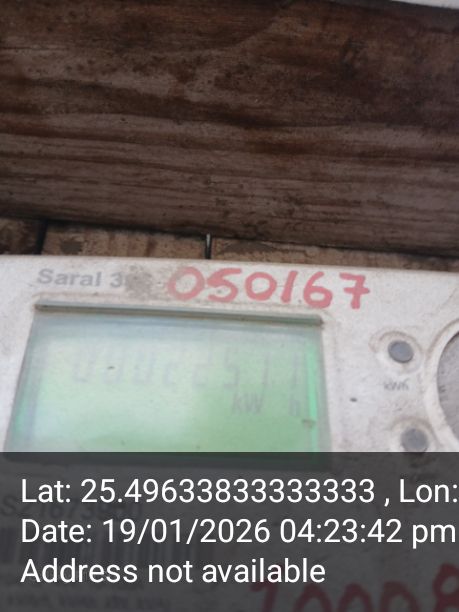 Saral 3
050167
kW h
kWh
Lat: 25.49633833333333 , Lon:
Date: 19/01/2026 04:23:42 pm
Address not available